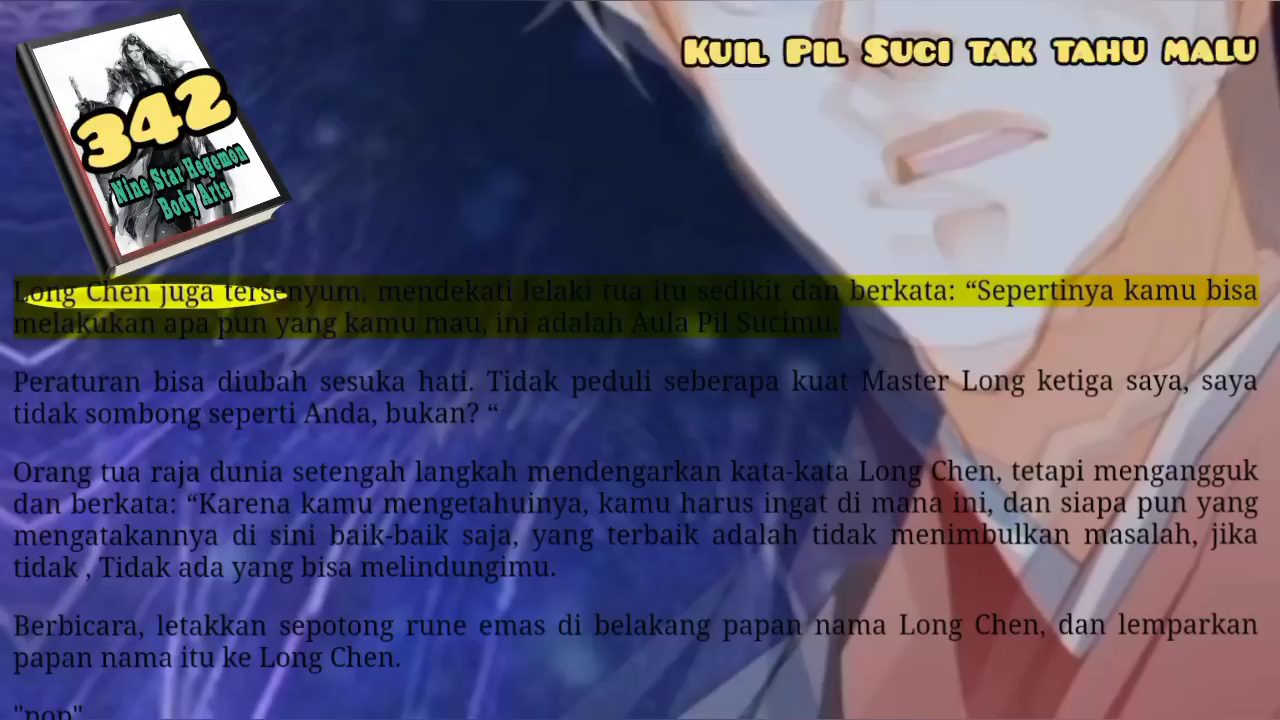 Kuil Pil Suci tak tahu malu
342
Nine Star Hegemon
Body Arts
Long Chen juga tersenyum, mendekati lelaki tua itu sedikit dan berkata: “Sepertinya kamu bisa
melakukan apa pun yang kamu mau, ini adalah Aula Pil Sucimu.
Peraturan bisa diubah sesuka hati. Tidak peduli seberapa kuat Master Long ketiga saya, saya
tidak sombong seperti Anda, bukan? “
Orang tua raja dunia setengah langkah mendengarkan kata-kata Long Chen, tetapi mengangguk
dan berkata: “Karena kamu mengetahuinya, kamu harus ingat di mana ini, dan siapa pun yang
mengatakannya di sini baik-baik saja, yang terbaik adalah tidak menimbulkan masalah, jika
tidak , Tidak ada yang bisa melindungimu.
Berbicara, letakkan sepotong rune emas di belakang papan nama Long Chen, dan lemparkan
papan nama itu ke Long Chen.
"pop"